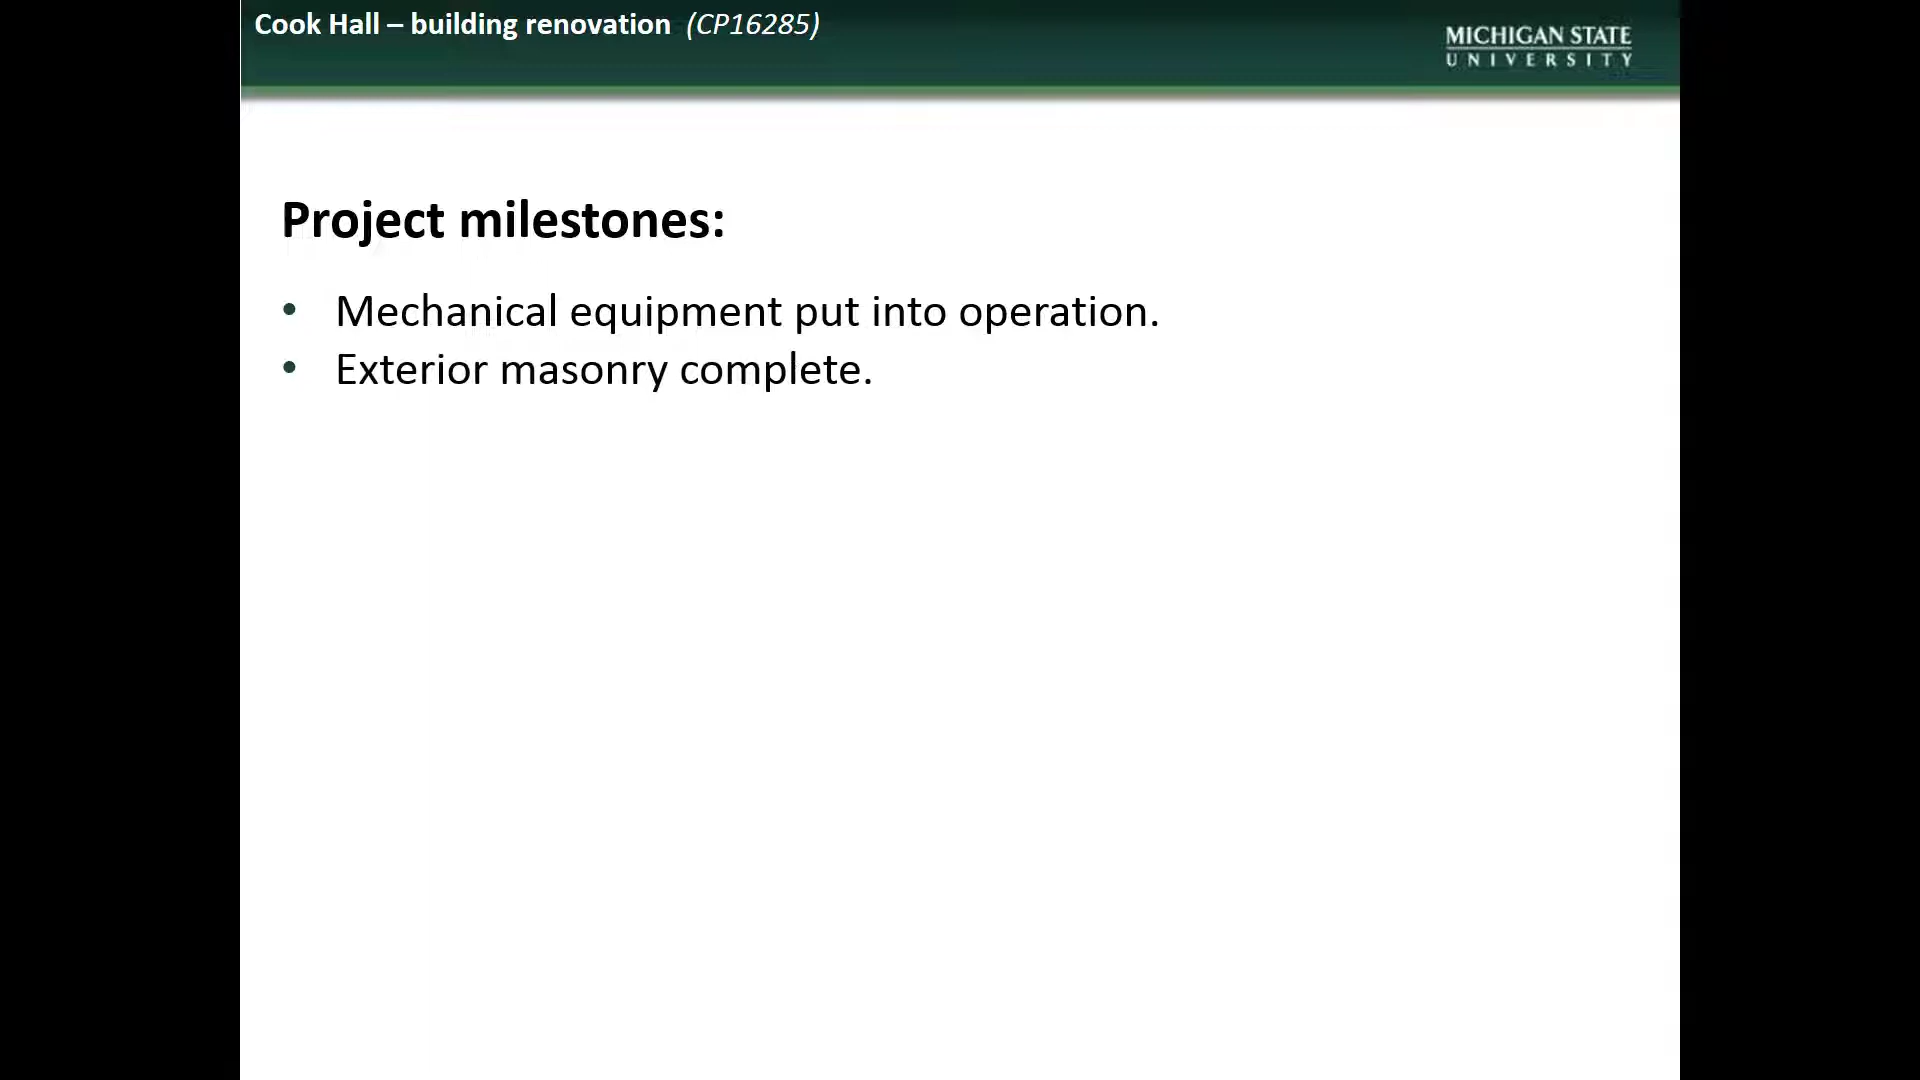 Cook Hall – building renovation (CP16285)
MICHIGAN STATE
UNIVERSITY
Project milestones:
• Mechanical equipment put into operation.
• Exterior masonry complete.